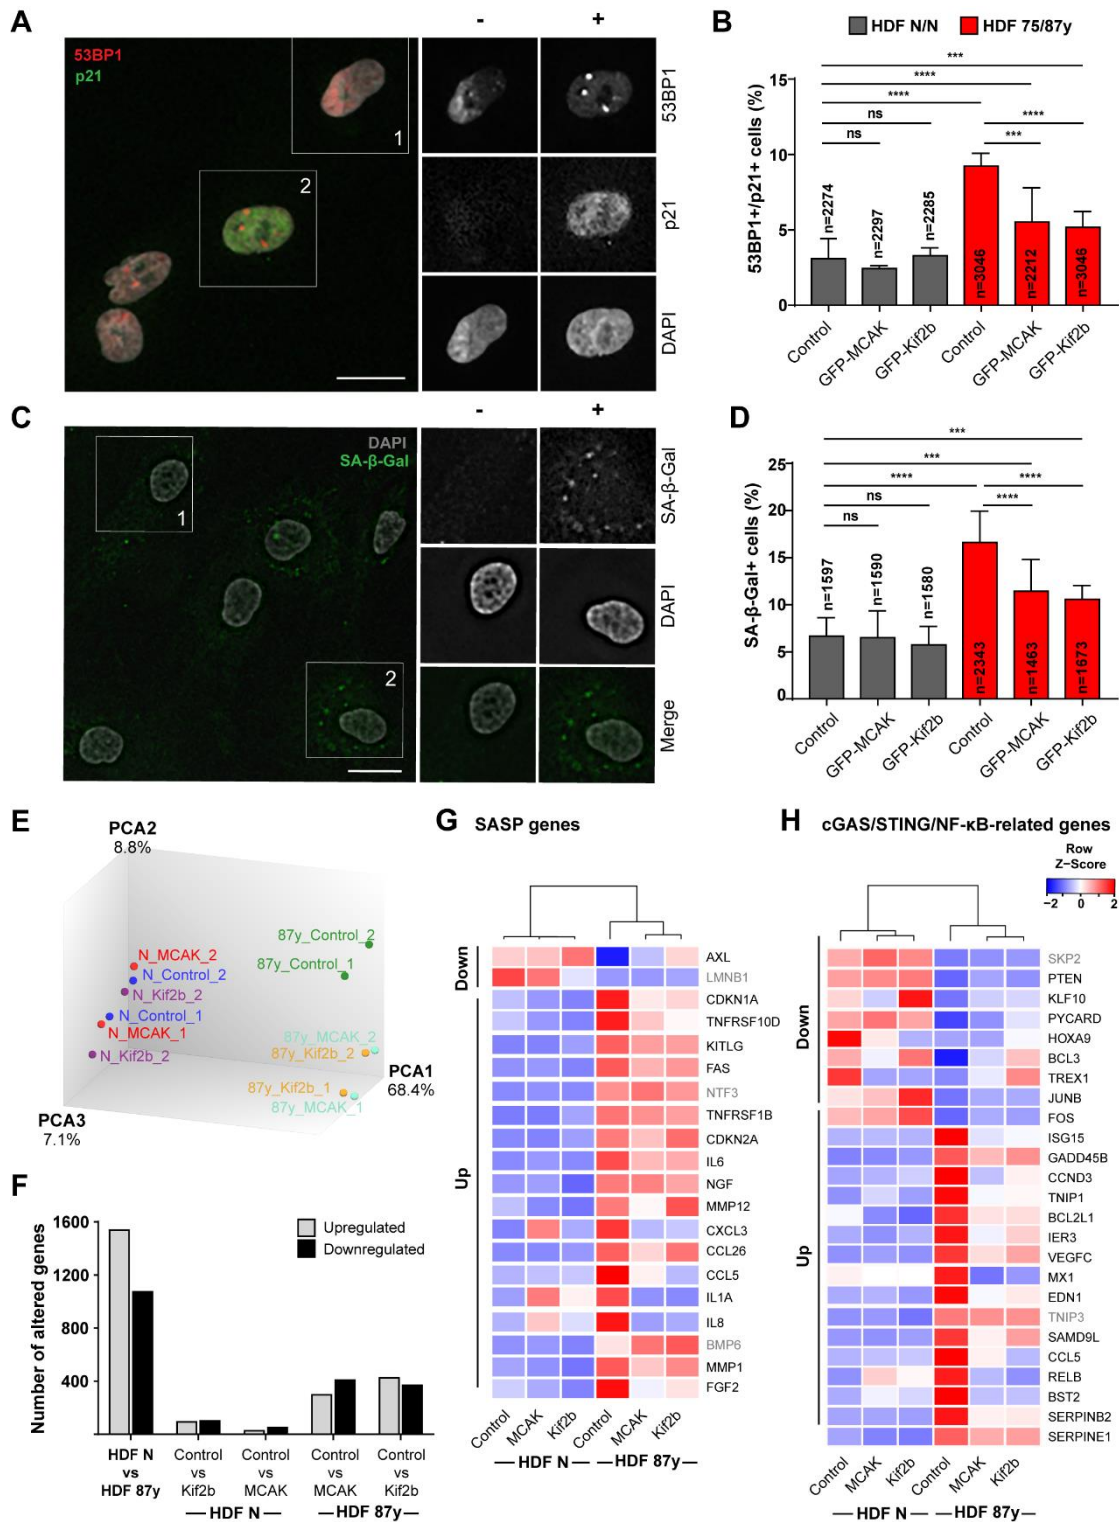 A
53BP1
p21
1
2
-
+
53BP1
p21
DAPI
B
HDF N/N
HDF 75/87y
53BP1+/p21+ cells (%)
15
10
5
0
***
****
****
ns
****
ns
***
n=2274
n=2297
n=2285
n=3046
n=2212
n=3046
Control
GFP-MCAK
GFP-Kif2b
Control
GFP-MCAK
GFP-Kif2b
C
DAPI
SA-β-Gal
1
2
-
+
SA-β-Gal
DAPI
Merge
D
SA-β-Gal+ cells (%)
25
20
15
10
5
0
***
***
****
****
ns
****
ns
n=1597
n=1590
n=1580
n=2343
n=1463
n=1673
Control
GFP-MCAK
GFP-Kif2b
Control
GFP-MCAK
GFP-Kif2b
E
PCA2
8.8%
87y_Control_2
87y_Control_1
N_MCAK_2
N_Control_2
N_Kif2b_2
N_Control_1
N_MCAK_1
N_Kif2b_2
87y_MCAK_2
87y_Kif2b_2
87y_Kif2b_1
87y_MCAK_1
PCA1
68.4%
PCA3
7.1%
F
Number of altered genes
1600
1200
800
400
Upregulated
Downregulated
HDF N
vs
HDF 87y
Control
vs
Kif2b
Control
vs
MCAK
Control
vs
MCAK
Control
vs
Kif2b
HDF N
HDF 87y
G SASP genes
Down
Up
AXL
LMNB1
CDKN1A
TNFRSF10D
KITLG
FAS
NTF3
TNFRSF1B
CDKN2A
IL6
NGF
MMP12
CXCL3
CCL26
CCL5
IL1A
IL8
BMP6
MMP1
FGF2
Control
MCAK
Kif2b
Control
MCAK
Kif2b
HDF N
HDF 87y
H cGAS/STING/NF-κB-related genes
Row
Z-Score
−2 0 2
Down
Up
SKP2
PTEN
KLF10
PYCARD
HOXA9
BCL3
TREX1
JUNB
FOS
ISG15
GADD45B
CCND3
TNIP1
BCL2L1
IER3
VEGFC
MX1
EDN1
TNIP3
SAMD9L
CCL5
RELB
BST2
SERPINB2
SERPINE1
Control
MCAK
Kif2b
Control
MCAK
Kif2b
HDF N
HDF 87y